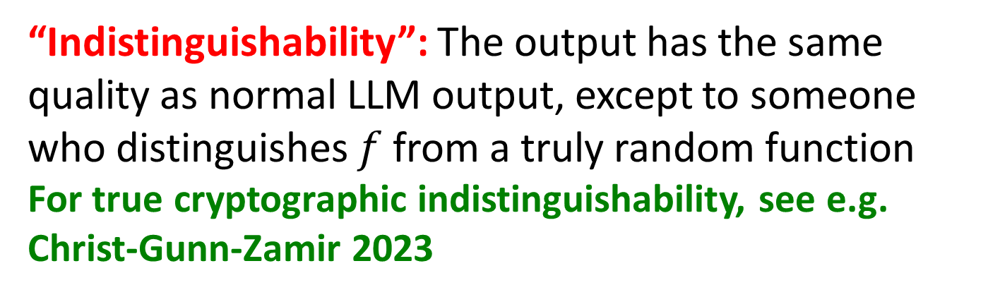 “Indistinguishability”: The output has the same
quality as normal LLM output, except to someone
who distinguishes 𝑓 from a truly random function
For true cryptographic indistinguishability, see e.g.
Christ-Gunn-Zamir 2023